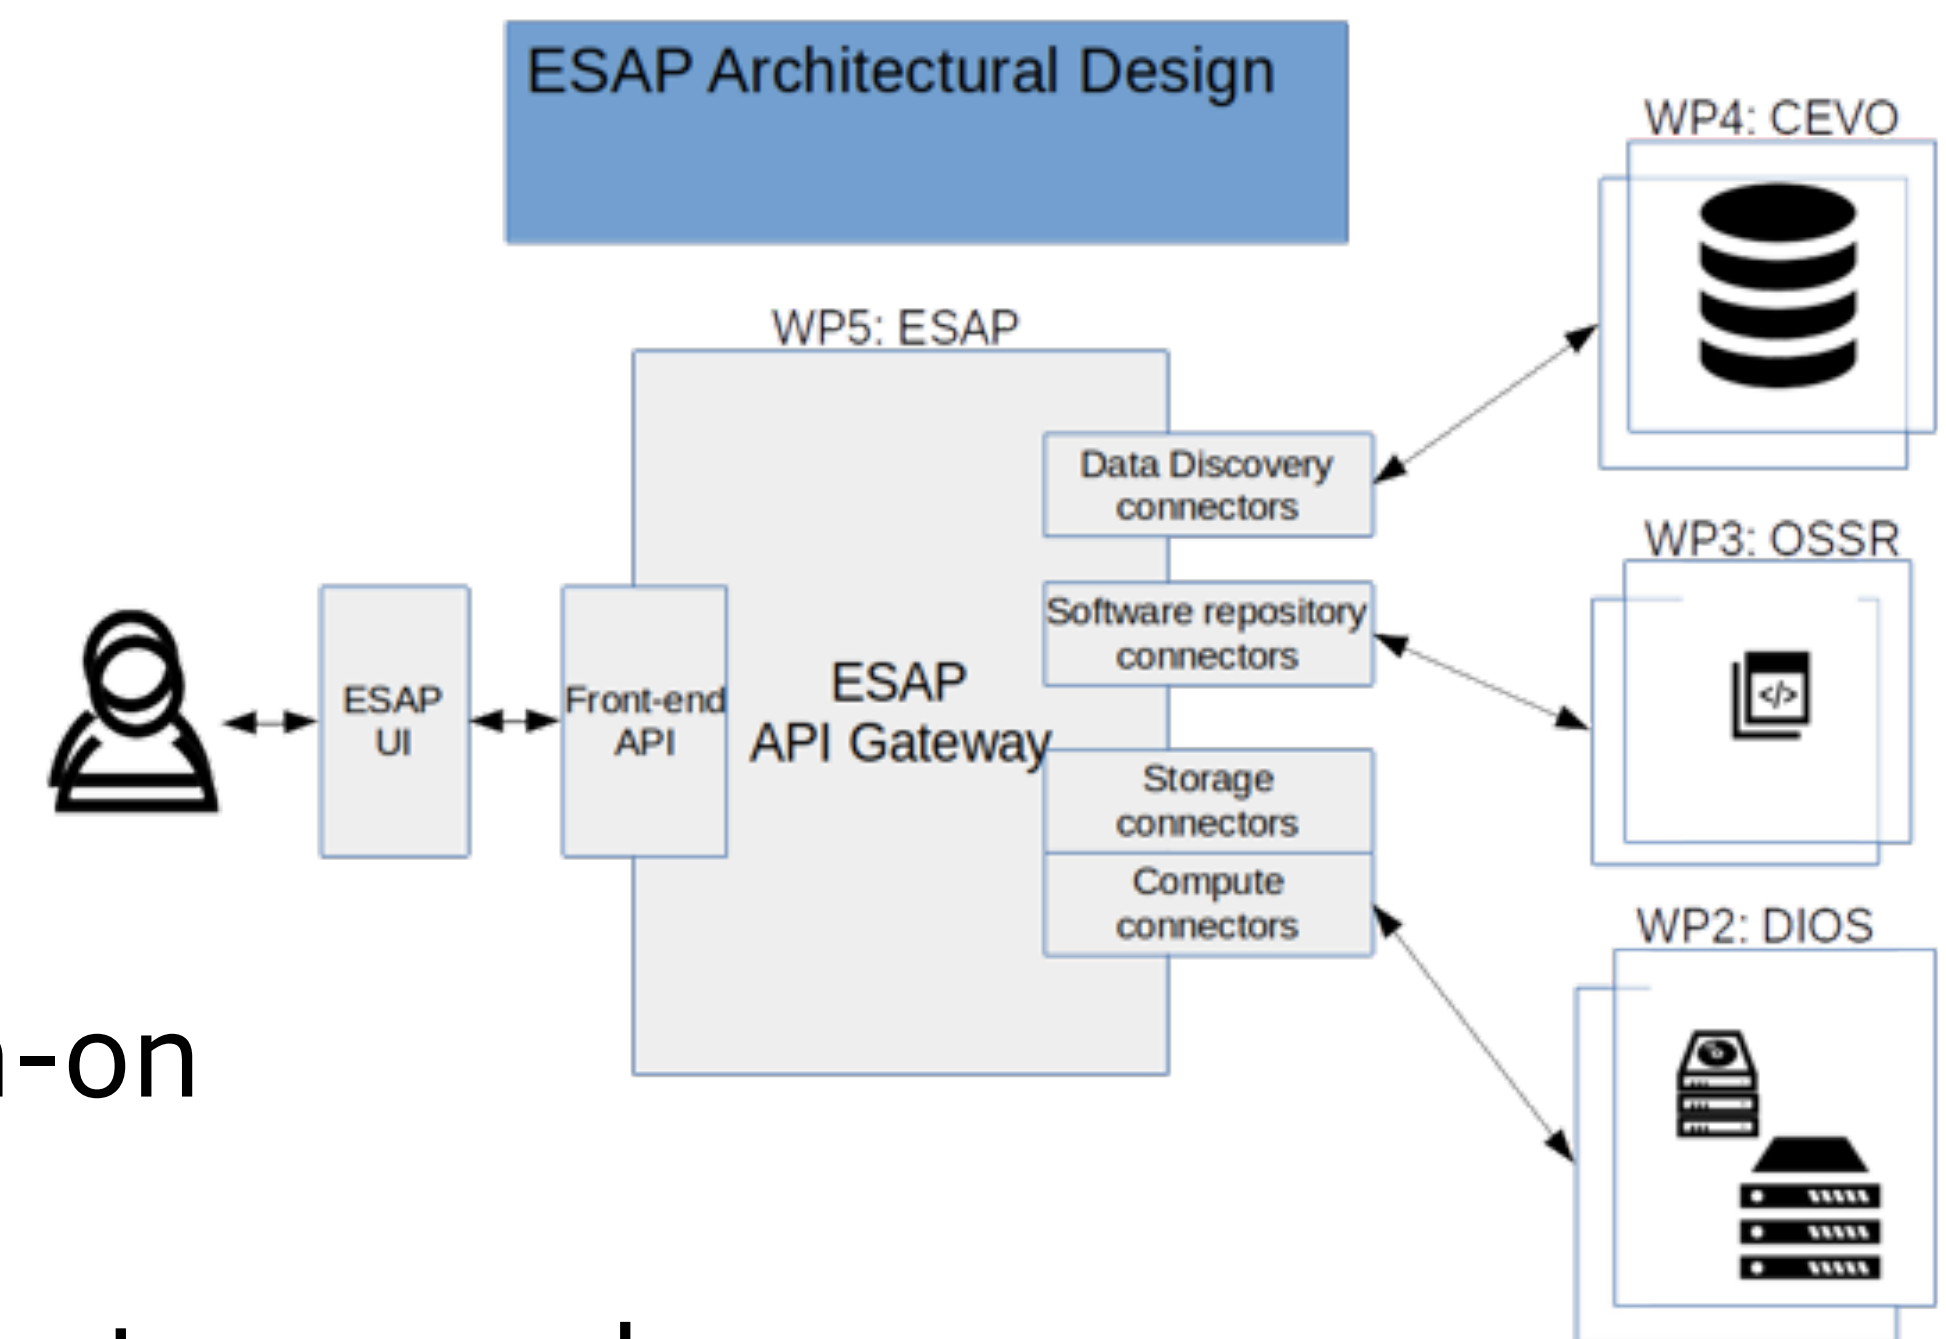 ESAP Architectural Design
WP4: CEVO
WP5: ESAP
Data Discovery
connectors
WP3: OSSR
Software repository
connectors
</>
ESAP
UI
Front-end
API
ESAP
API Gateway
Storage
connectors
Compute
connectors
WP2: DIOS
-on